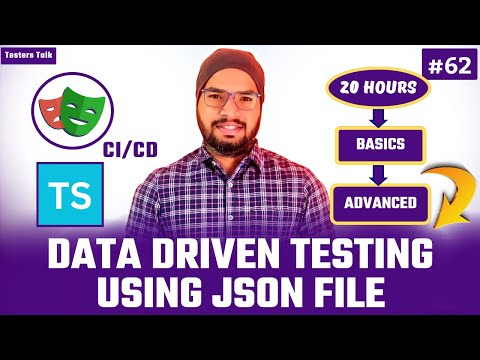 Testers Talk
#62
20 HOURS
CI/CD
BASICS
TS
ADVANCED
DATA DRIVEN TESTING
USING JSON FILE